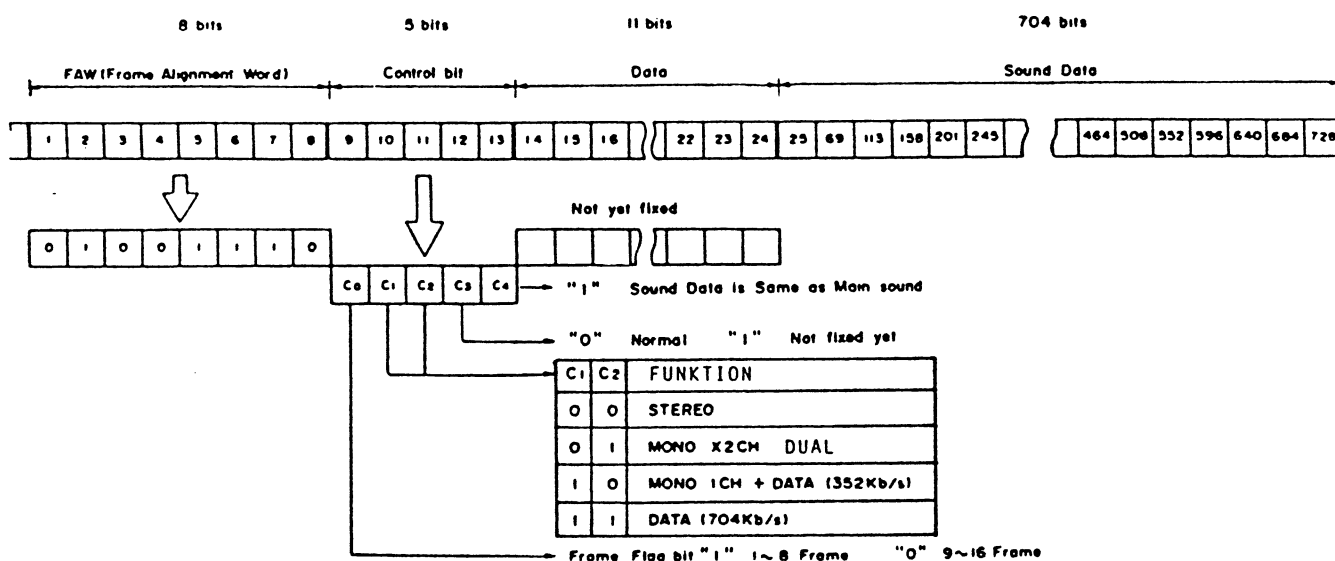 8 bits 5 bits 11 bits 704 bits
FAW (Frame Alignment Word) Control bit Data Sound Data
1 2 3 4 5 6 7 8 9 10 11 12 13 14 15 16 22 23 24 25 69 113 158 201 245 464 508 552 596 640 684 728
Not yet fixed
0 1 0 0 1 1 1 0
C0 C1 C2 C3 C4 "1" Sound Data is Same as Main sound
"0" Normal "1" Not fixed yet
C1 C2 FUNKTION
0 0 STEREO
0 1 MONO X2CH DUAL
1 0 MONO 1CH + DATA (352Kb/s)
1 1 DATA (704Kb/s)
Frame Flag bit "1" 1~8 Frame "0" 9~16 Frame